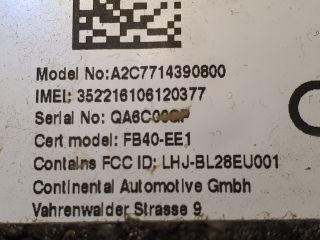 Model No:A2C7714390800
IMEI: 352216106120377
Serial No:
Cert model: FB40-EE1
Contains FCC ID: LHJ-BL28EU001
Continental Automotive Gmbh
Vahrenwalder Strasse 9